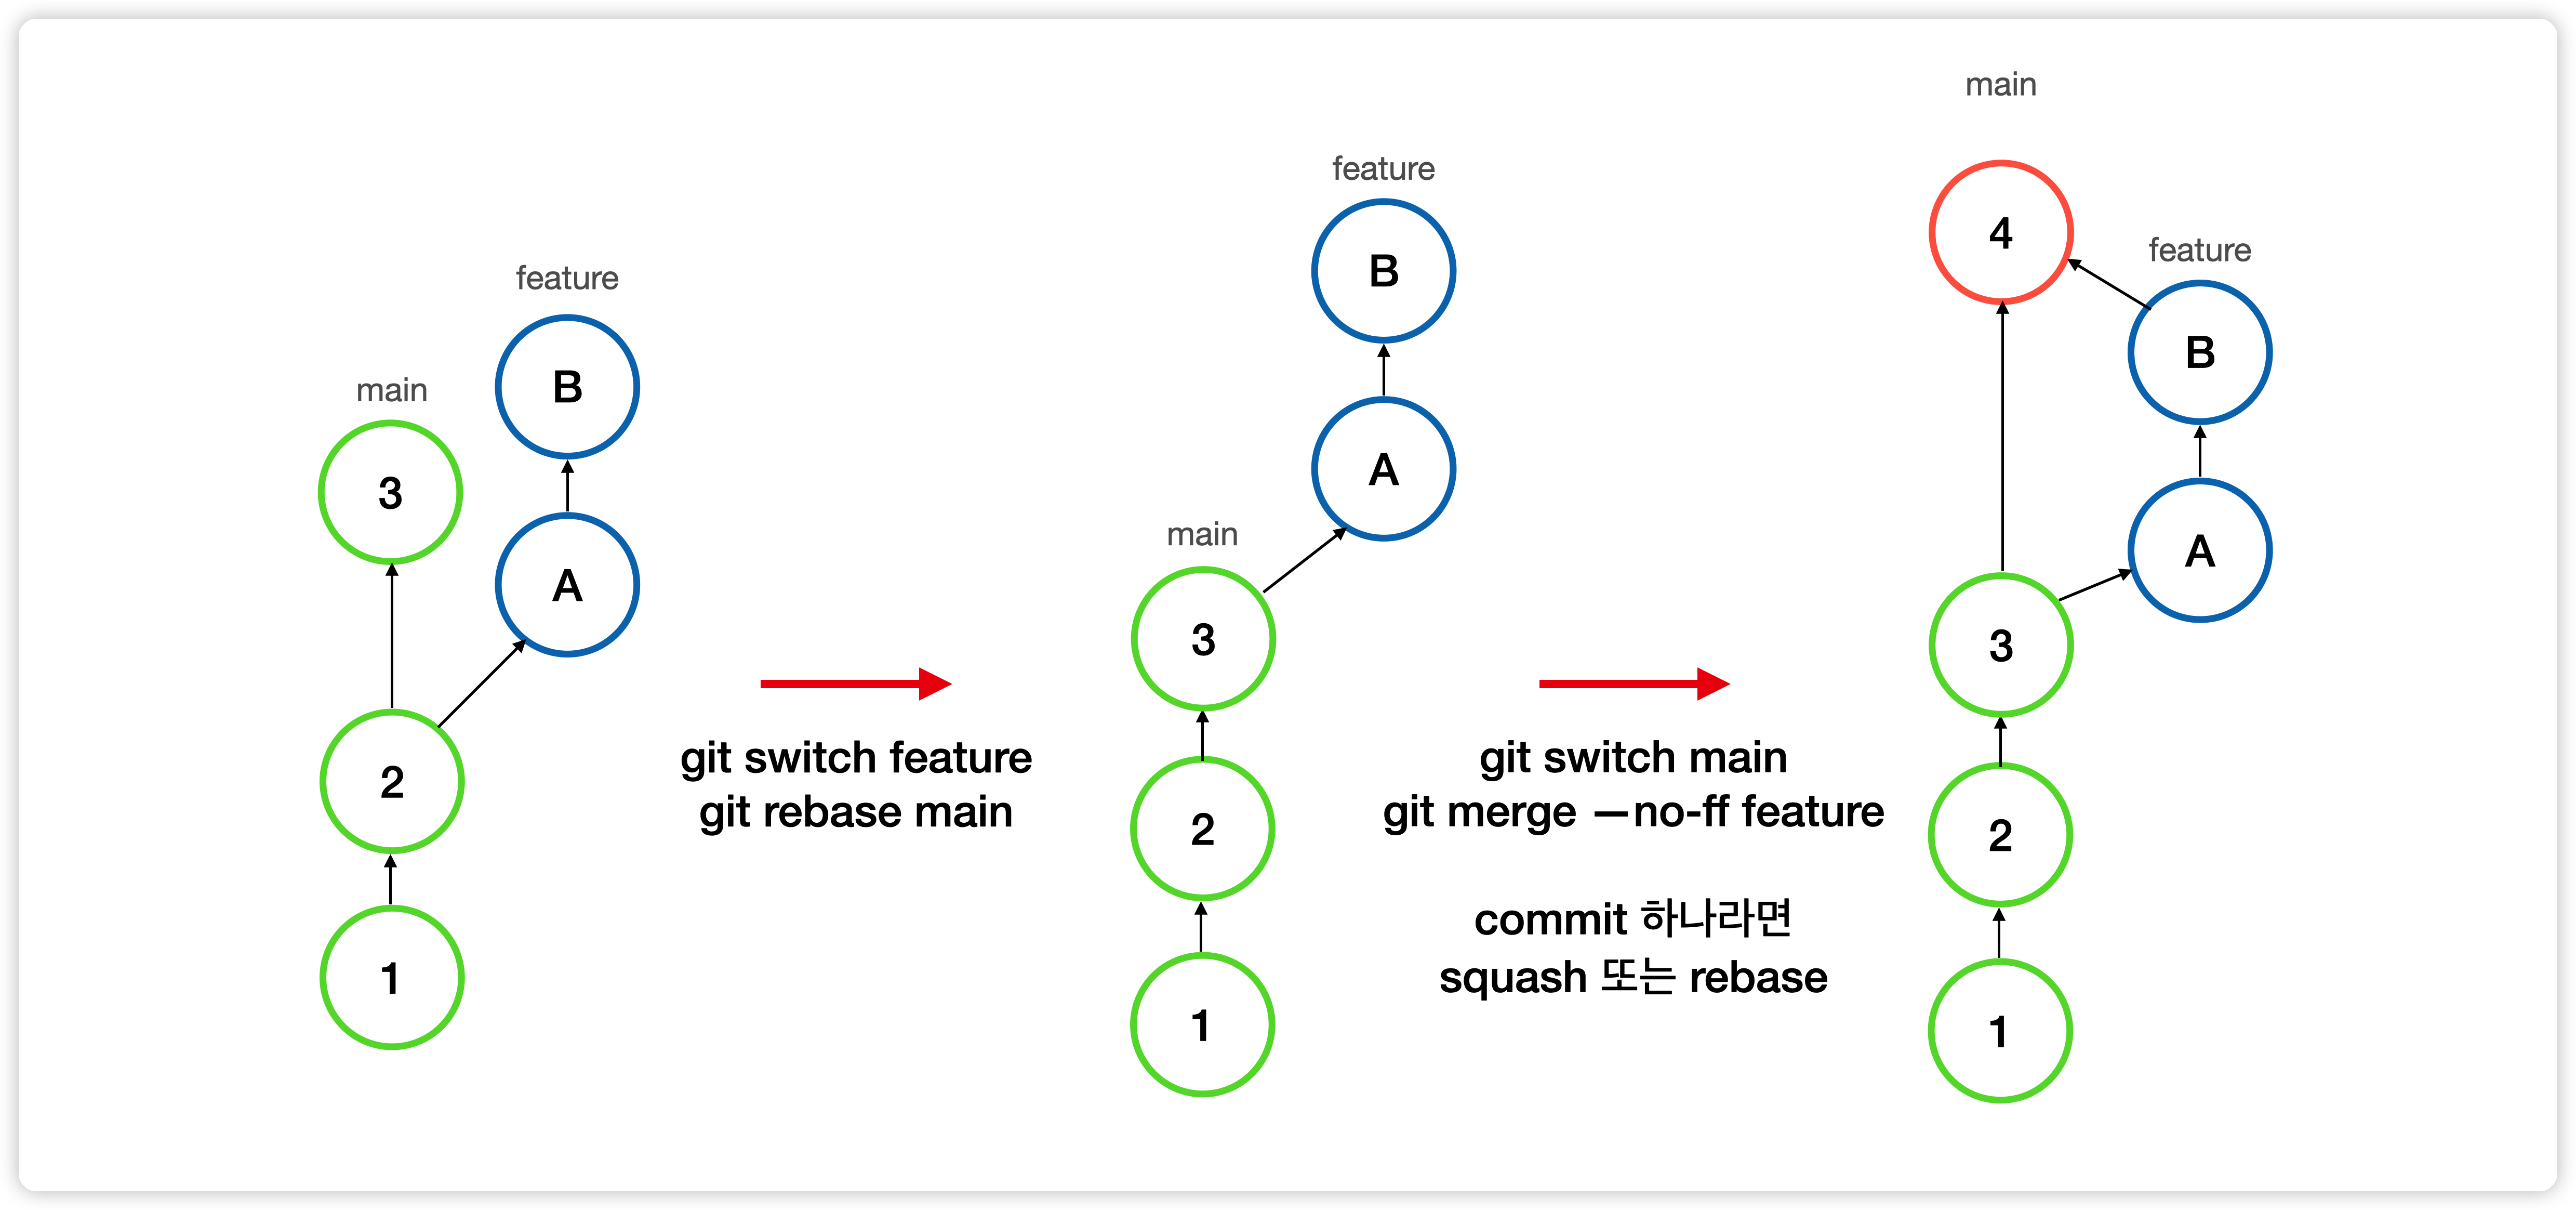 main
3
feature
B
A
2
1
git switch feature
git rebase main
feature
B
A
main
3
2
1
git switch main
git merge —no-ff feature
commit 하나라면
squash 또는 rebase
main
4
feature
B
A
3
2
1